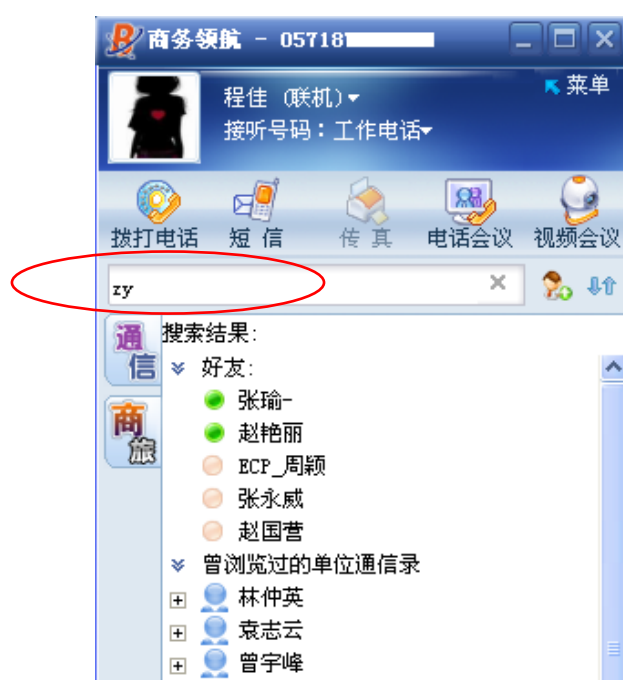 商务领航 - 05718
程佳 (联机)
菜单
接听号码：工作电话
拨打电话 短信 传真 电话会议 视频会议
zy
通信
商旅
搜索结果:
好友:
张瑜-
赵艳丽
ECP_周颖
张永威
赵国营
曾浏览过的单位通信录
林仲英
袁志云
曾宇峰